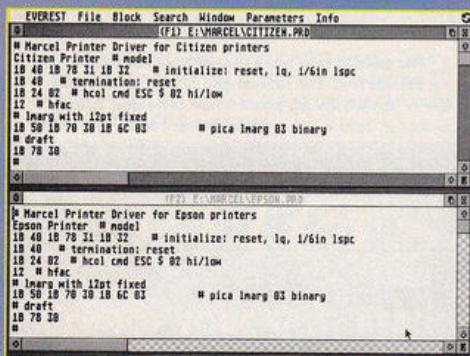 EVEREST File Block Search Window Parameters Info
(F1) E:\MARCEL\CITIZEN.PRD
# Marcel Printer Driver for Citizen printers
Citizen Printer # model
1B 40 1B 78 31 1B 32 # initialize: reset, lq, 1/6in lspc
1B 40 # termination: reset
1B 24 02 # hcol cmd ESC $ 02 hi/low
12 # hfac
# lmarg with 12pt fixed
1B 50 1B 70 30 1B 6C 03 # pica lmarg 03 binary
# draft
1B 78 30
#
(F2) E:\MARCEL\EPSON.PRD
# Marcel Printer Driver for Epson printers
Epson Printer # model
1B 40 1B 78 31 1B 32 # initialize: reset, lq, 1/6in lspc
1B 40 # termination: reset
1B 24 02 # hcol cmd ESC $ 02 hi/low
12 # hfac
# lmarg with 12pt fixed
1B 50 1B 70 30 1B 6C 03 # pica lmarg 03 binary
# draft
1B 78 30
#